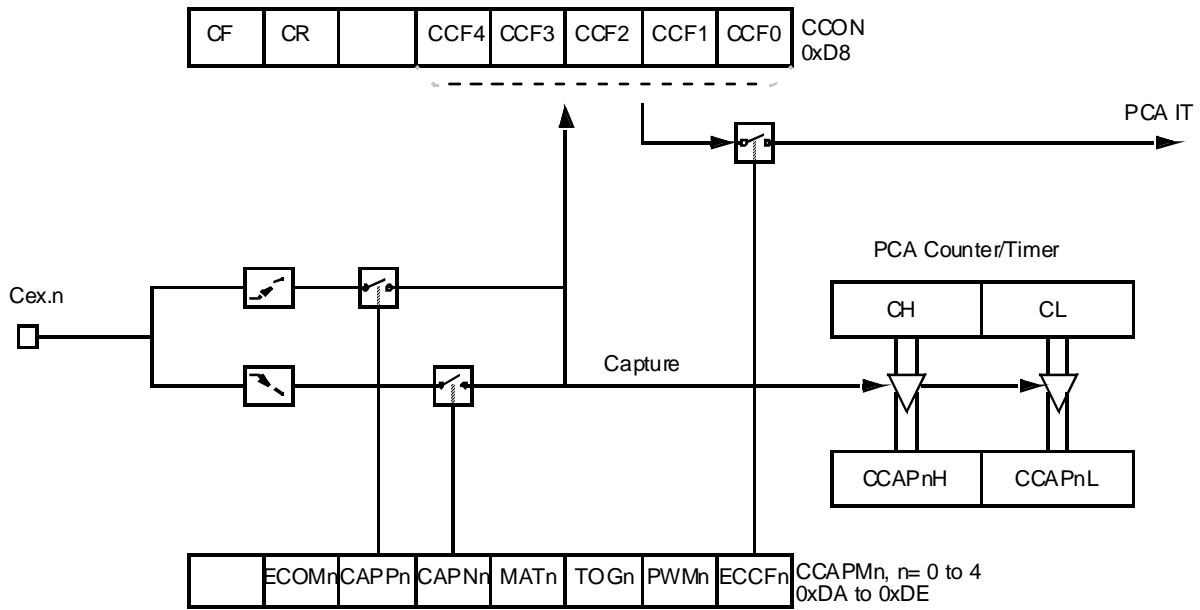 CF CR CCF4 CCF3 CCF2 CCF1 CCF0 CCON
0xD8
PCA IT
PCA Counter/Timer
Cex.n
CH CL
Capture
CCAPnH CCAPnL
ECOMn CAPPn CAPNn MATn TOGn PWMn ECCFn CCAPMn, n= 0 to 4
0xDA to 0xDE